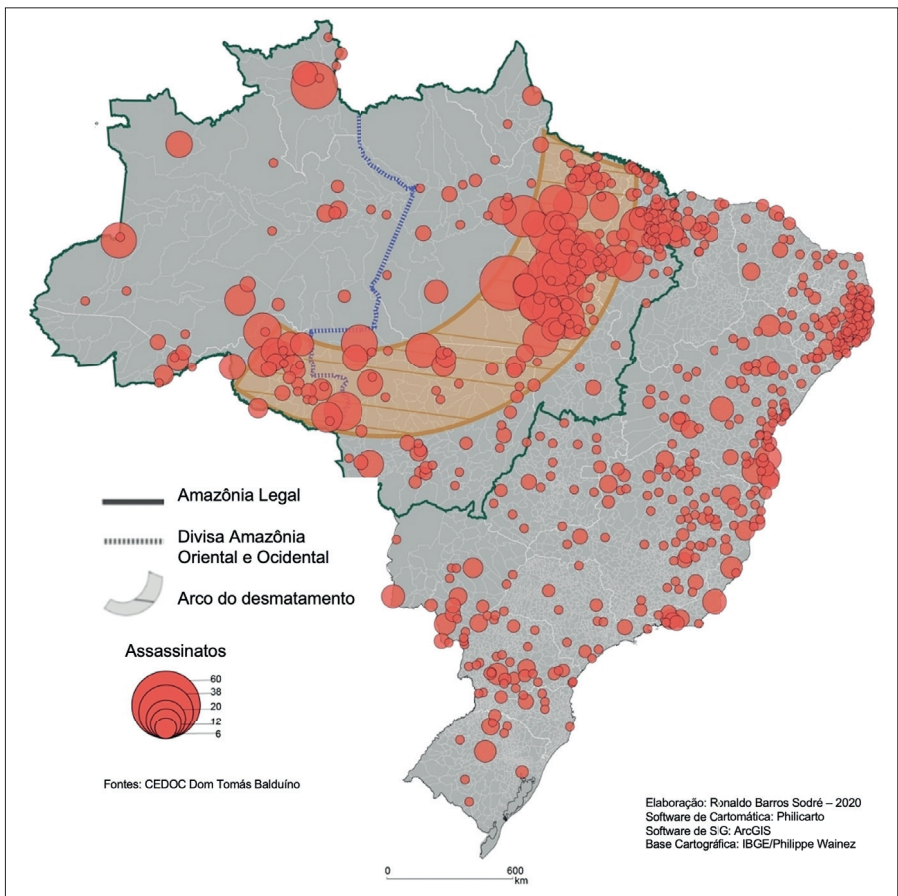 Amazônia Legal
Divisa Amazônia
Oriental e Ocidental
Arco do desmatamento
Assassinatos
60
38
20
12
6
Fontes: CEDOC Dom Tomás Balduíno
Elaboração: Ronaldo Barros Sodré – 2020
Software de Cartomática: Philicarto
Software de SIG: ArcGIS
Base Cartográfica: IBGE/Philippe Wainez
0 600
km